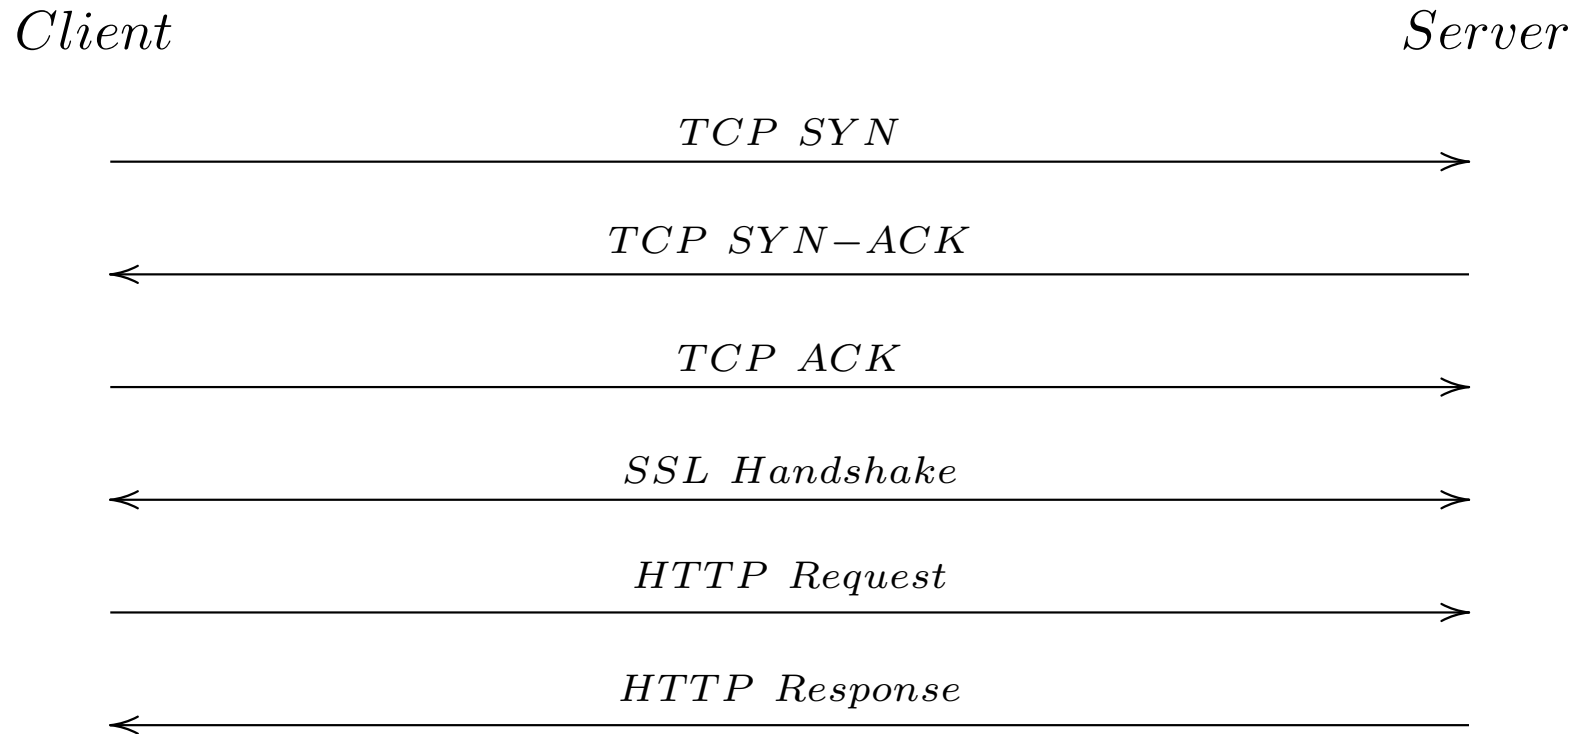 Client Server
TCP SYN
TCP SYN–ACK
TCP ACK
SSL Handshake
HTTP Request
HTTP Response